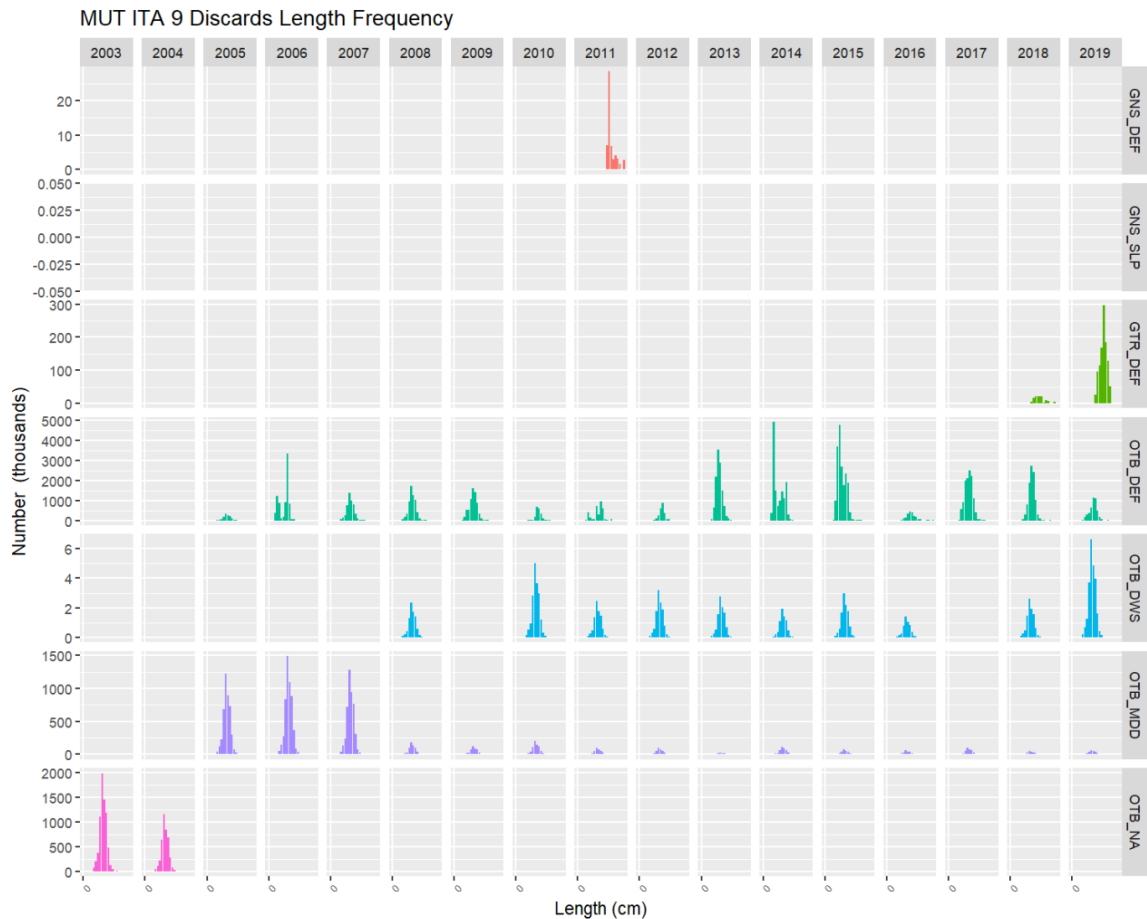 MUT ITA 9 Discards Length Frequency
2003 2004 2005 2006 2007 2008 2009 2010 2011 2012 2013 2014 2015 2016 2017 2018 2019
20
10
0
GNS_DEF
0.050
0.025
0.000
-0.025
-0.050
GNS_SLP
300
200
100
0
GTR_DEF
5000
4000
3000
2000
1000
0
OTB_DEF
6
4
2
0
OTB_DWS
1500
1000
500
0
OTB_MDD
2000
1500
1000
500
0
OTB_NA
Number (thousands)
0 0 0 0 0 0 0 0 0 0 0 0 0 0 0 0 0
Length (cm)